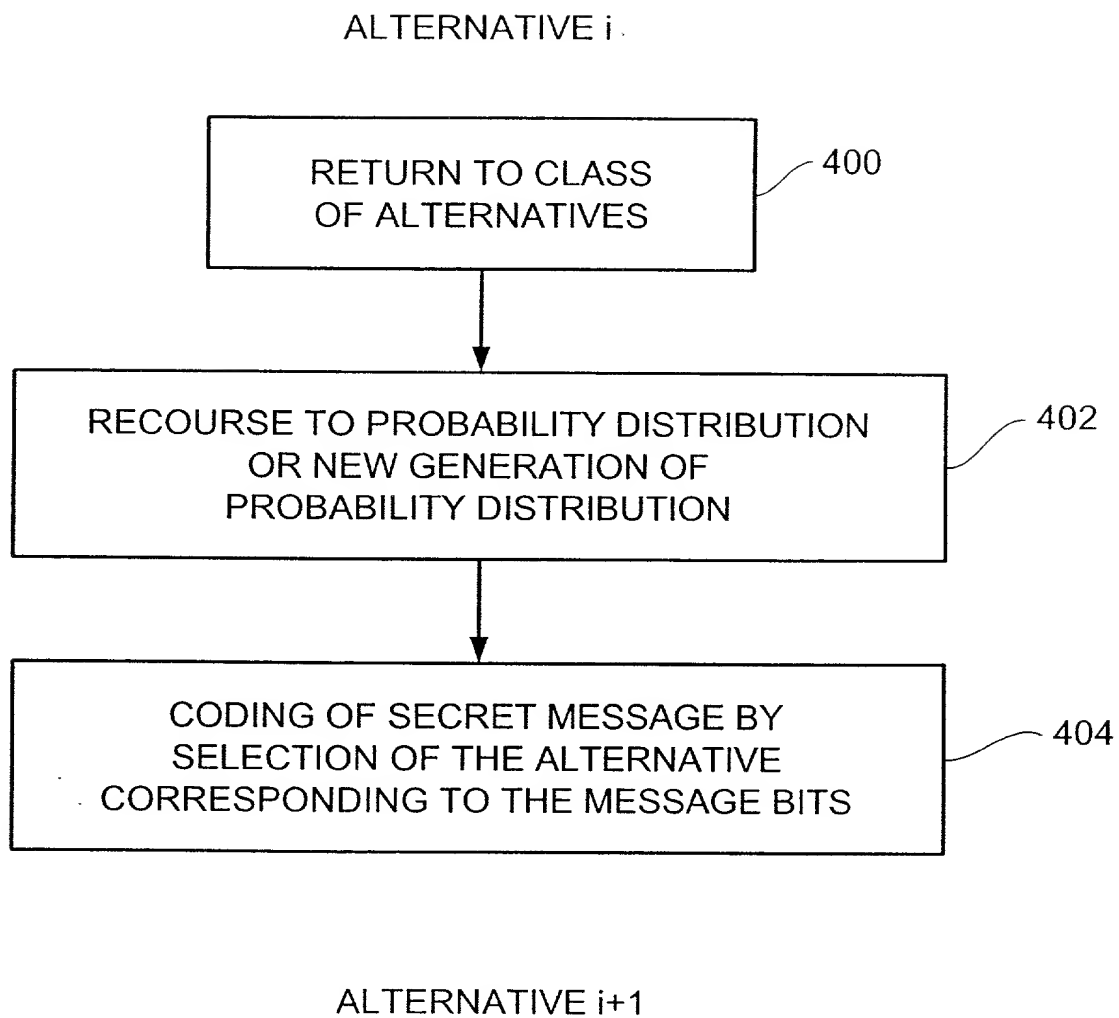 ALTERNATIVE i
RETURN TO CLASS
OF ALTERNATIVES
400
RECOURSE TO PROBABILITY DISTRIBUTION
OR NEW GENERATION OF
PROBABILITY DISTRIBUTION
402
CODING OF SECRET MESSAGE BY
SELECTION OF THE ALTERNATIVE
CORRESPONDING TO THE MESSAGE BITS
404
ALTERNATIVE i+1